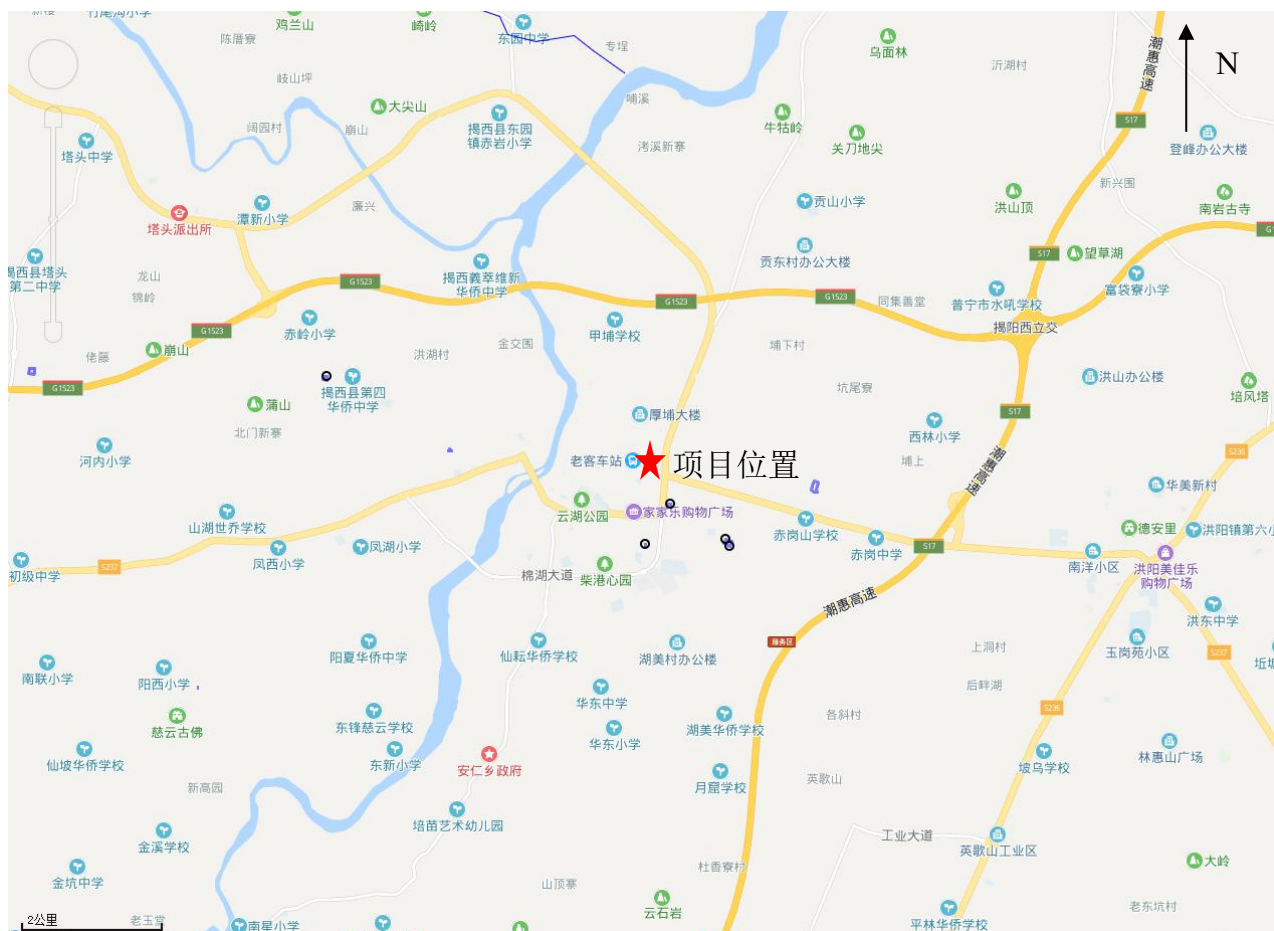 竹尾沟小学
鸡兰山
崎岭
东园中学
专埕
陈厝寮
乌面林
沂湖村
潮惠高速
N
岐山坪
哺溪
大尖山
阔园村
崩山
揭西县东园
镇赤岩小学
牛牯岭
关刀地尖
洘溪新寨
S17
登峰办公大楼
塔头中学
新兴围
塔头派出所
潭新小学
廉兴
贡山小学
洪山顶
南岩古寺
揭西县塔头
第二中学
龙山
锦岭
揭西義萃维新
华侨中学
贡东村办公大楼
S17
望草湖
G1523
G1523
G1523
同集善堂
普宁市水吼学校
富袋寮小学
G1523
赤岭小学
甲埔学校
揭阳西立交
崩山
佬藤
洪湖村
金交围
埔下村
G1523
揭西县第四
华侨中学
坑尾寮
洪山办公楼
培风塔
蒲山
北门新寨
厚埔大楼
S17
西林小学
河内小学
老客车站
项目位置
埔上
潮惠高速
S236
华美新村
山湖世乔学校
云湖公园
家家乐购物广场
赤岗山学校
德安里
洪阳镇第六小
初级中学
S237
凤西小学
凤湖小学
棉湖大道
柴港心园
赤岗中学
S17
南洋小区
洪阳美佳乐
购物广场
潮惠高速
洪东中学
阳夏华侨中学
仙耘华侨学校
湖美村办公楼
服务区
上洞村
玉岗苑小区
S237
南联小学
阳西小学
后畔湖
慈云古佛
东锋慈云学校
华东中学
华东小学
湖美华侨学校
各斜村
S236
仙坡华侨学校
东新小学
安仁乡政府
坡乌学校
林惠山广场
新高园
月窟学校
英歌山
培苗艺术幼儿园
金溪学校
工业大道
英歌山工业区
金坑中学
山顶寨
杜香寮村
大岭
2公里
老玉堂
南星小学
云石岩
平林华侨学校
老东坑村